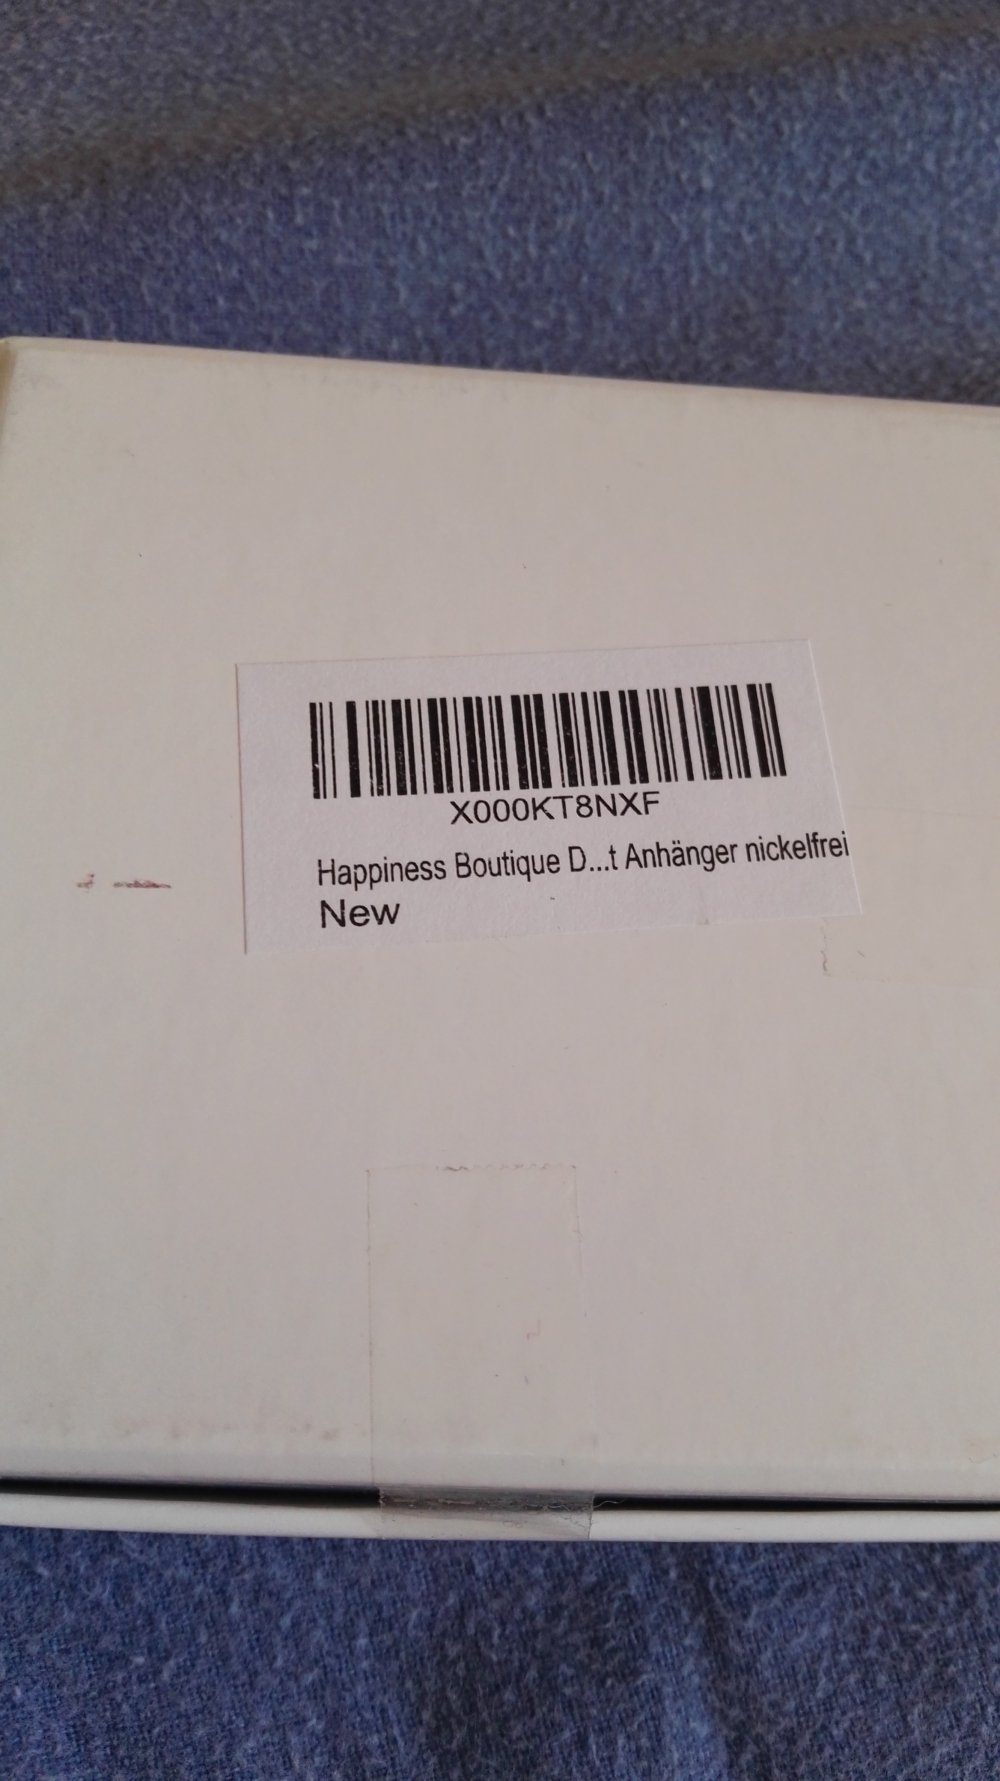 X000KT8NXF
Happiness Boutique D...t Anhänger nickelfrei
New